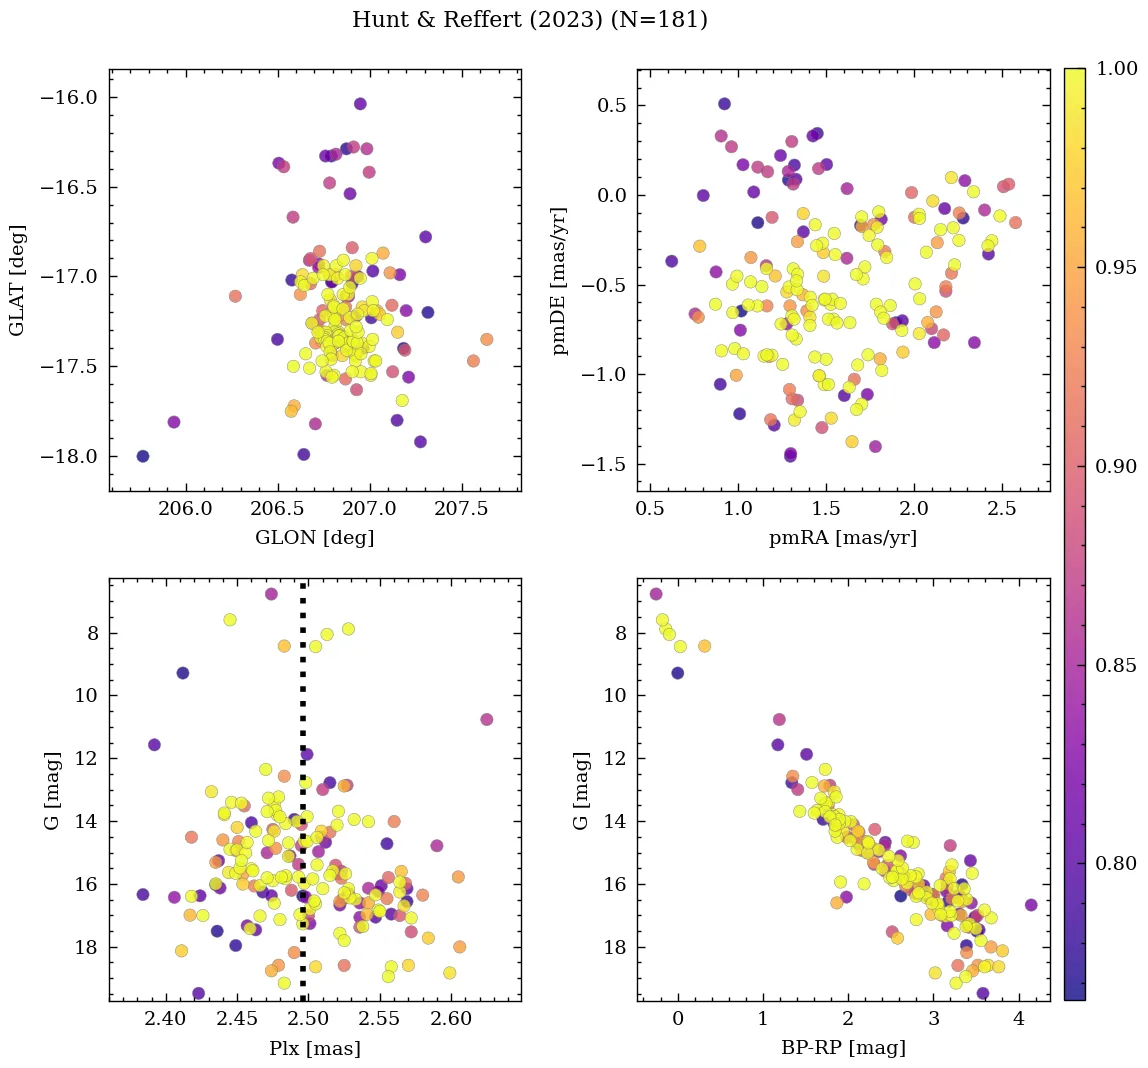 Hunt & Reffert (2023) (N=181)
−16.0
−16.5
−17.0
−17.5
−18.0
GLAT [deg]
206.0 206.5 207.0 207.5
GLON [deg]
0.5
0.0
−0.5
−1.0
−1.5
pmDE [mas/yr]
0.5 1.0 1.5 2.0 2.5
pmRA [mas/yr]
1.00
0.95
0.90
0.85
0.80
8
10
12
14
16
18
G [mag]
2.40 2.45 2.50 2.55 2.60
Plx [mas]
8
10
12
14
16
18
G [mag]
0 1 2 3 4
BP-RP [mag]